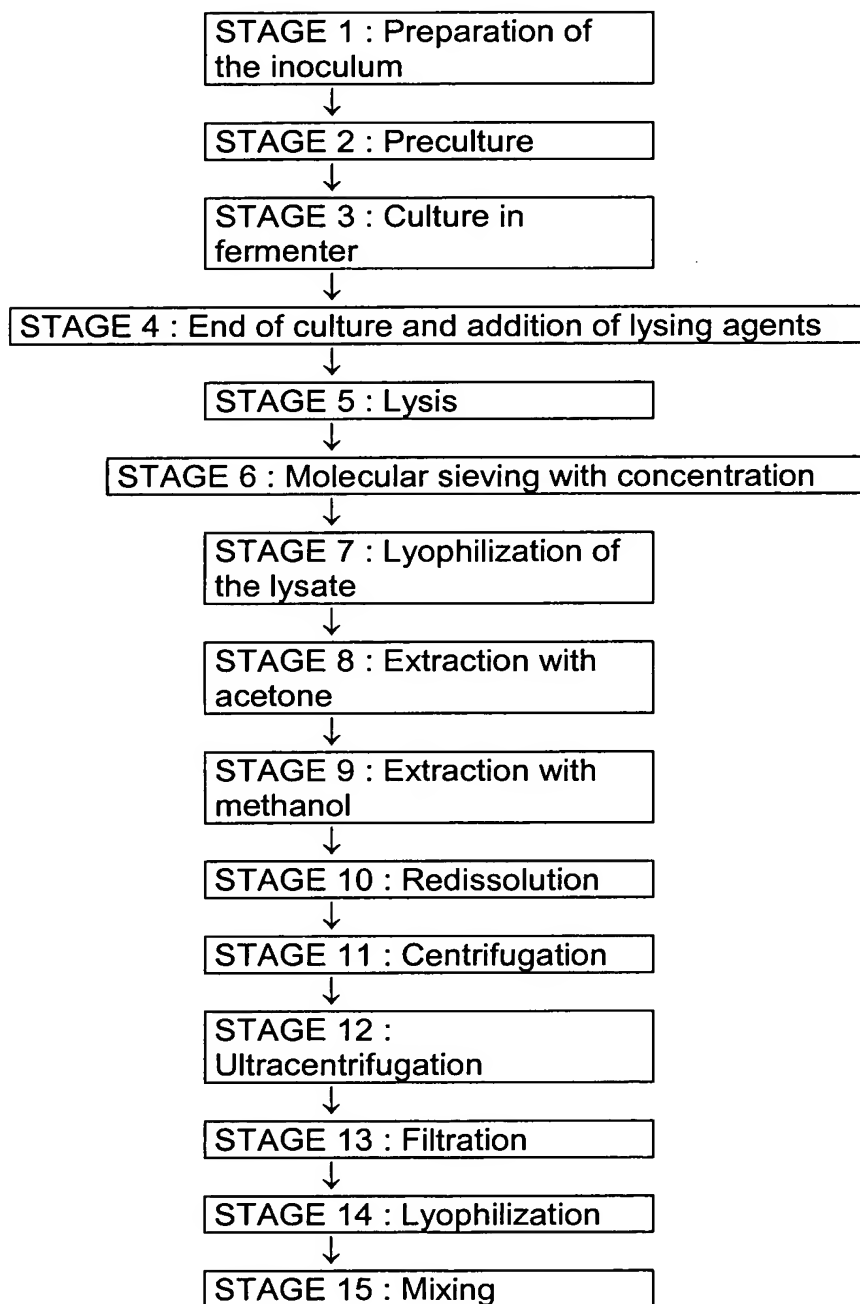 STAGE 1 : Preparation of
the inoculum
↓
STAGE 2 : Preculture
↓
STAGE 3 : Culture in
fermenter
↓
STAGE 4 : End of culture and addition of lysing agents
↓
STAGE 5 : Lysis
↓
STAGE 6 : Molecular sieving with concentration
↓
STAGE 7 : Lyophilization of
the lysate
↓
STAGE 8 : Extraction with
acetone
↓
STAGE 9 : Extraction with
methanol
↓
STAGE 10 : Redissolution
↓
STAGE 11 : Centrifugation
↓
STAGE 12 :
Ultracentrifugation
↓
STAGE 13 : Filtration
↓
STAGE 14 : Lyophilization
↓
STAGE 15 : Mixing